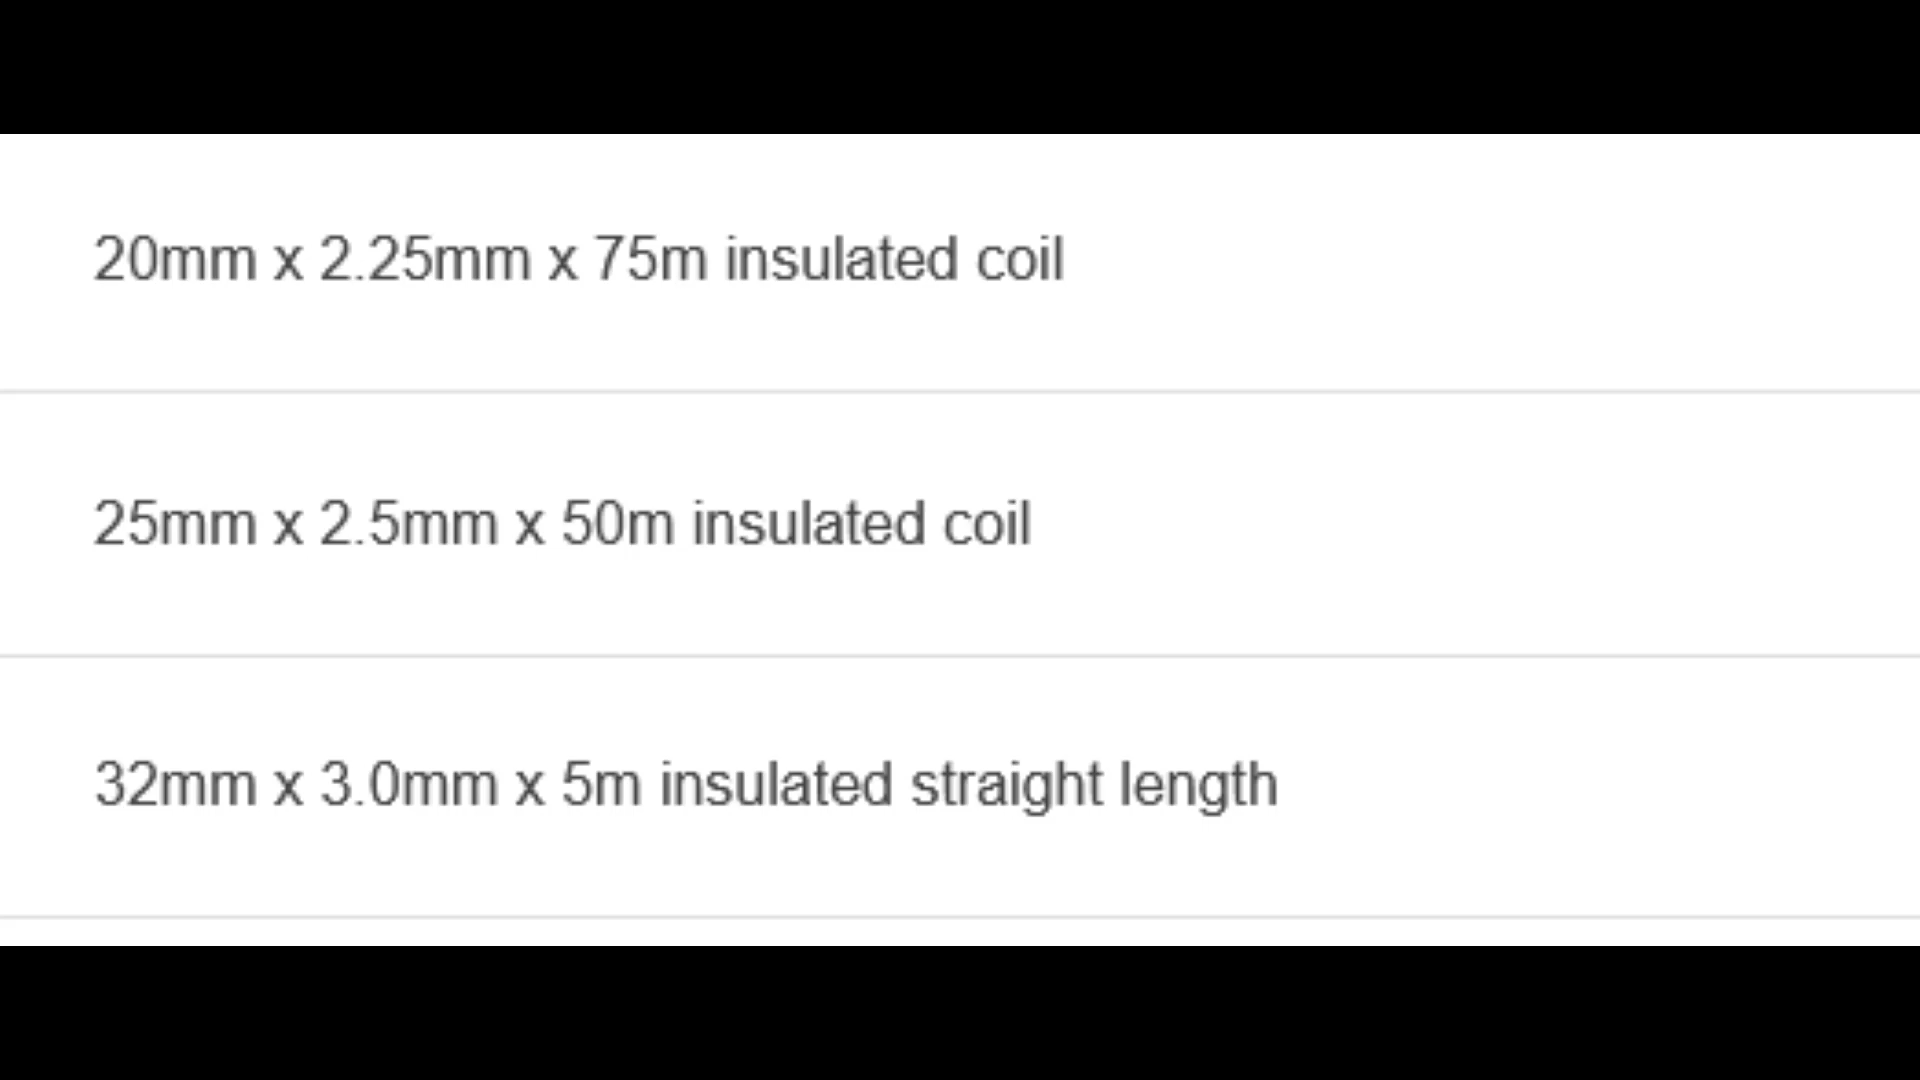 20mm x 2.25mm x 75m insulated coil
25mm x 2.5mm x 50m insulated coil
32mm x 3.0mm x 5m insulated straight length